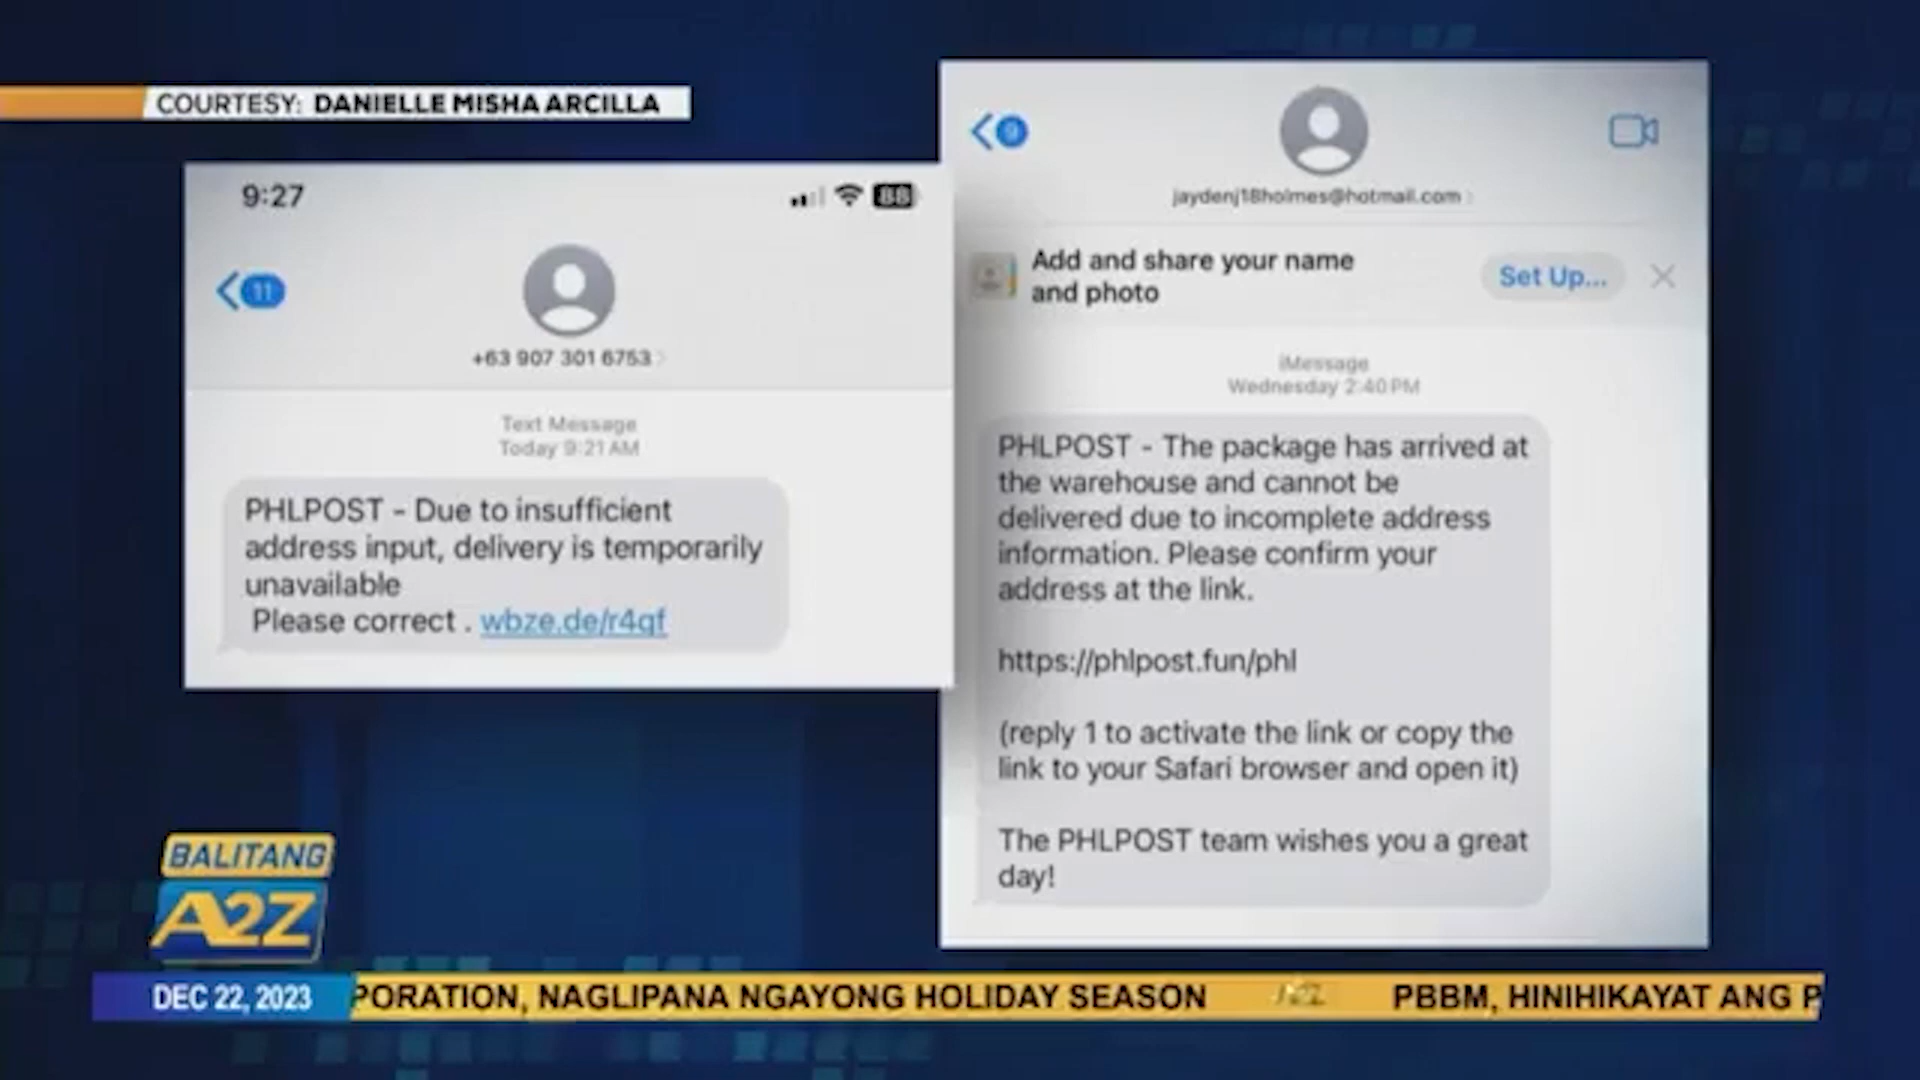 COURTESY: DANIELLE MISHA ARCILLA
9:27
88
11
+63 907 301 6753
Text Message
Today 9:21 AM
PHLPOST - Due to insufficient
address input, delivery is temporarily
unavailable
Please correct . wbze.de/r4qf
9
jaydenj18holmes@hotmail.com
Add and share your name
and photo
Set Up...
iMessage
Wednesday 2:40 PM
PHLPOST - The package has arrived at
the warehouse and cannot be
delivered due to incomplete address
information. Please confirm your
address at the link.
https://phlpost.fun/phl
(reply 1 to activate the link or copy the
link to your Safari browser and open it)
The PHLPOST team wishes you a great
day!
BALITANG
A2Z
DEC 22, 2023
PORATION, NAGLIPANA NGAYONG HOLIDAY SEASON A2Z PBBM, HINIHIKAYAT ANG P